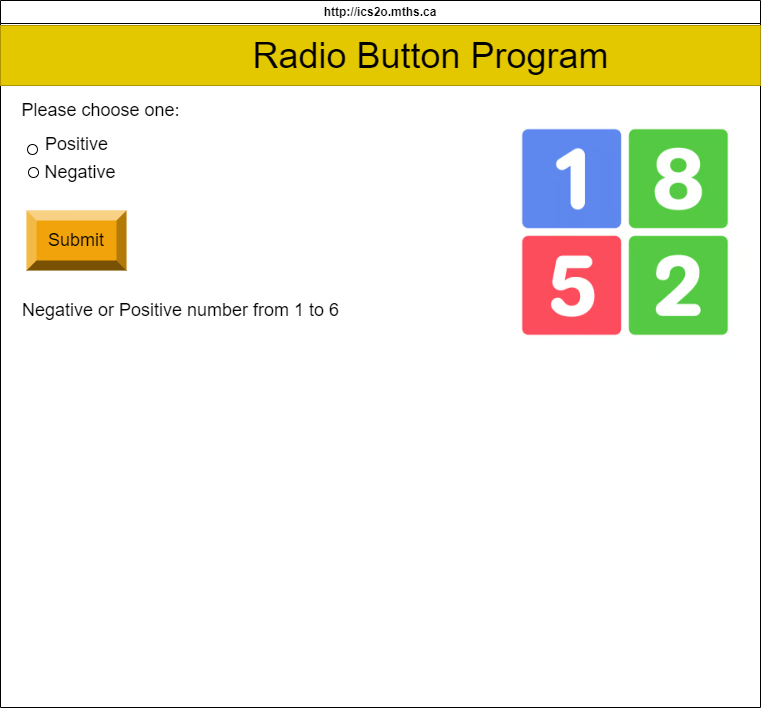 http://ics2o.mths.ca
Radio Button Program
Please choose one:
Positive
Negative
Submit
Negative or Positive number from 1 to 6
1 8
5 2